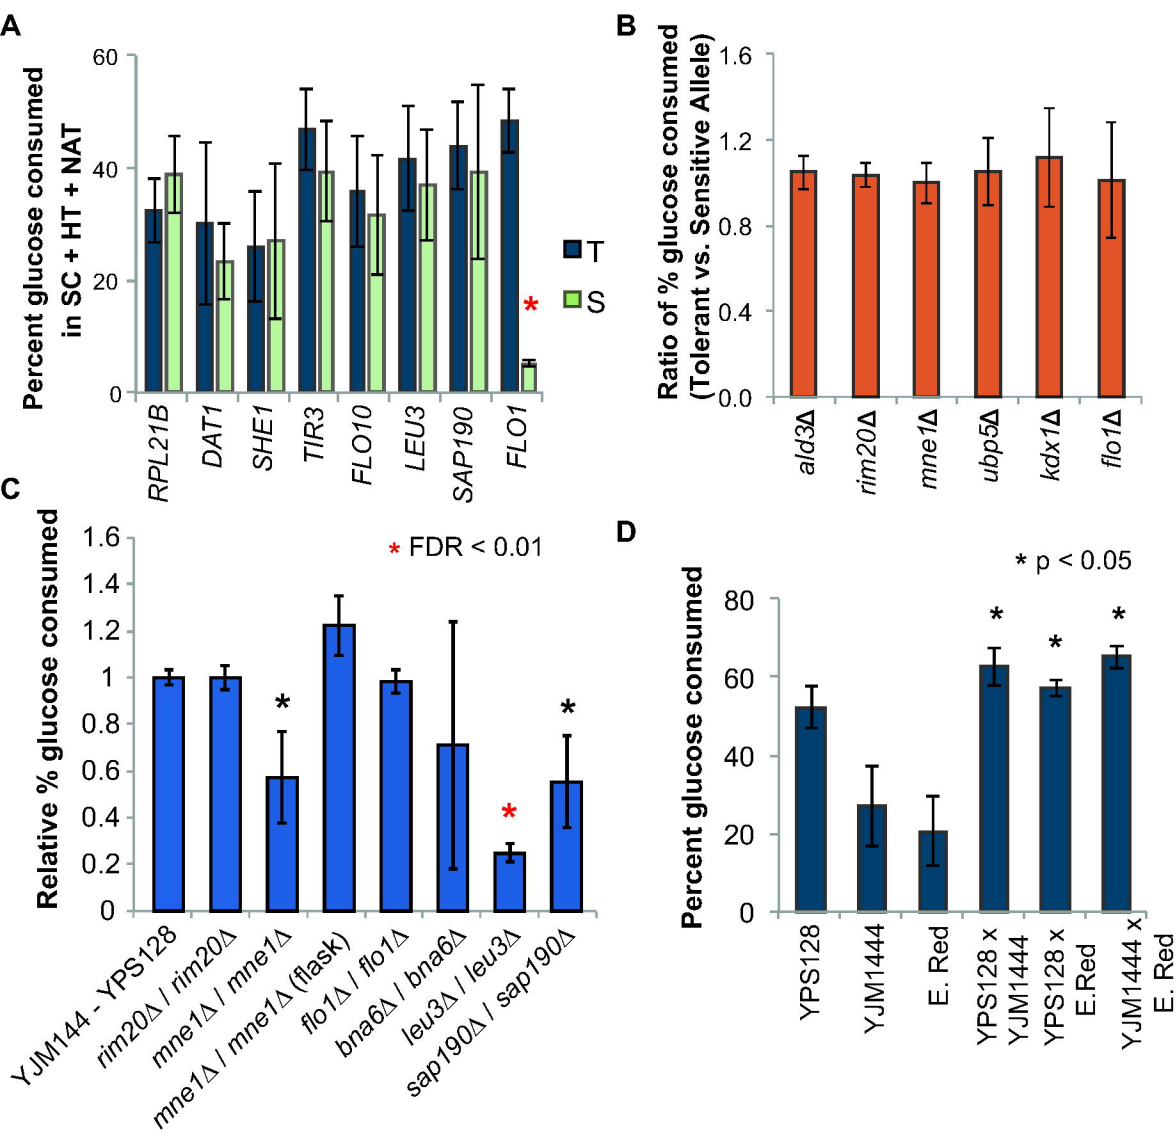 A
Percent glucose consumed
in SC + HT + NAT
60
40
20
0
T
S
*
RPL21B
DAT1
SHE1
TIR3
FLO10
LEU3
SAP190
FLO1
B
Ratio of % glucose consumed
(Tolerant vs. Sensitive Allele)
1.6
1.2
0.8
0.4
0.0
ald3Δ
rim20Δ
mne1Δ
ubp5Δ
kdx1Δ
flo1Δ
C
Relative % glucose consumed
* FDR < 0.01
1.6
1.4
1.2
1
0.8
0.6
0.4
0.2
0
*
*
*
YJM144 - YPS128
rim20Δ / rim20Δ
mne1Δ / mne1Δ
mne1Δ / mne1Δ (flask)
flo1Δ / flo1Δ
bna6Δ / bna6Δ
leu3Δ / leu3Δ
sap190Δ / sap190Δ
D
Percent glucose consumed
* p < 0.05
80
60
40
20
0
*
*
*
YPS128
YJM1444
E. Red
YPS128 x
YJM1444
YPS128 x
E.Red
YJM1444 x
E. Red